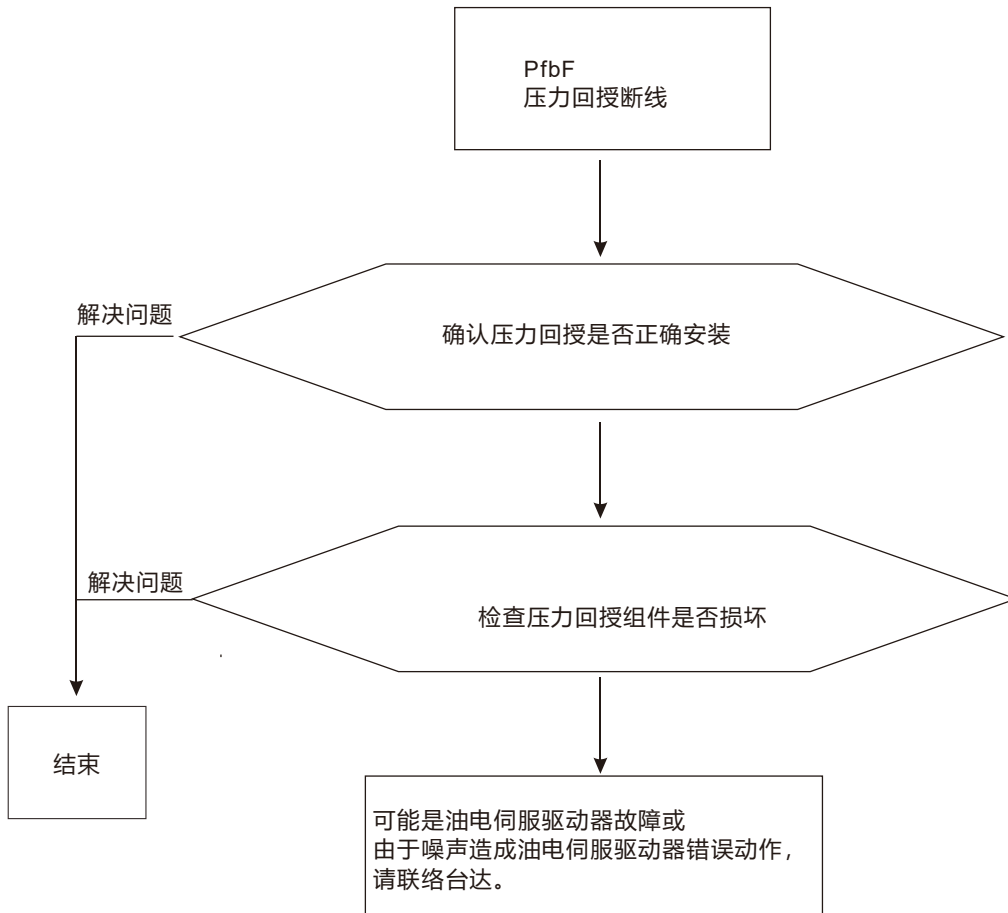 PfbF
压力回授断线
解决问题
确认压力回授是否正确安装
解决问题
检查压力回授组件是否损坏
结束
可能是油电伺服驱动器故障或
由于噪声造成油电伺服驱动器错误动作，
请联络台达。